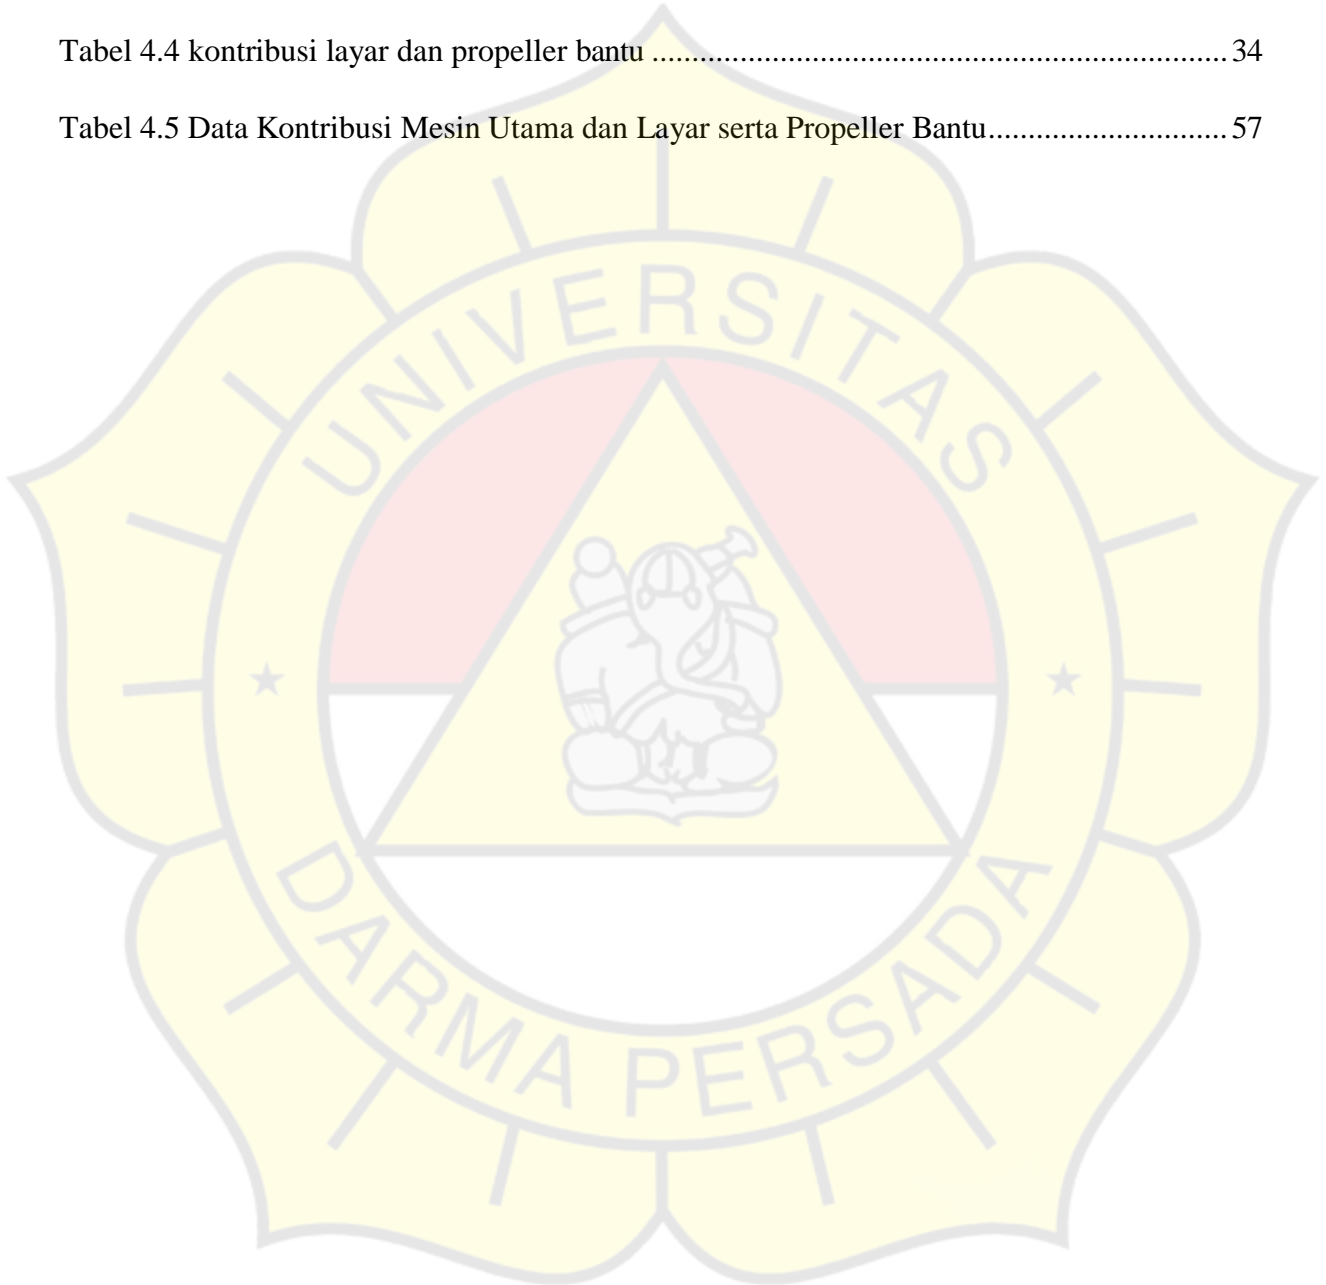 Tabel 4.4 kontribusi layar dan propeller bantu ........................................................................ 34
Tabel 4.5 Data Kontribusi Mesin Utama dan Layar serta Propeller Bantu.............................. 57
UNIVERSITAS
DARMA PERSADA